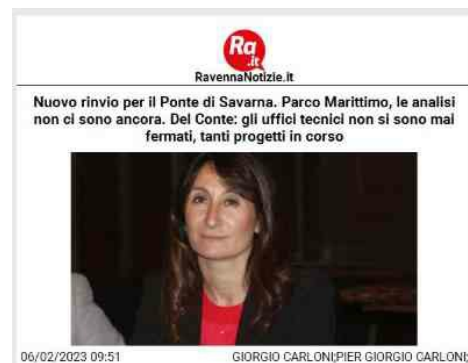 Ra
.it
RavennaNotizie.it
Nuovo rinvio per il Ponte di Savarna. Parco Marittimo, le analisi
non ci sono ancora. Del Conte: gli uffici tecnici non si sono mai
fermati, tanti progetti in corso
06/02/2023 09:51
GIORGIO CARLONI;PIER GIORGIO CARLONI;